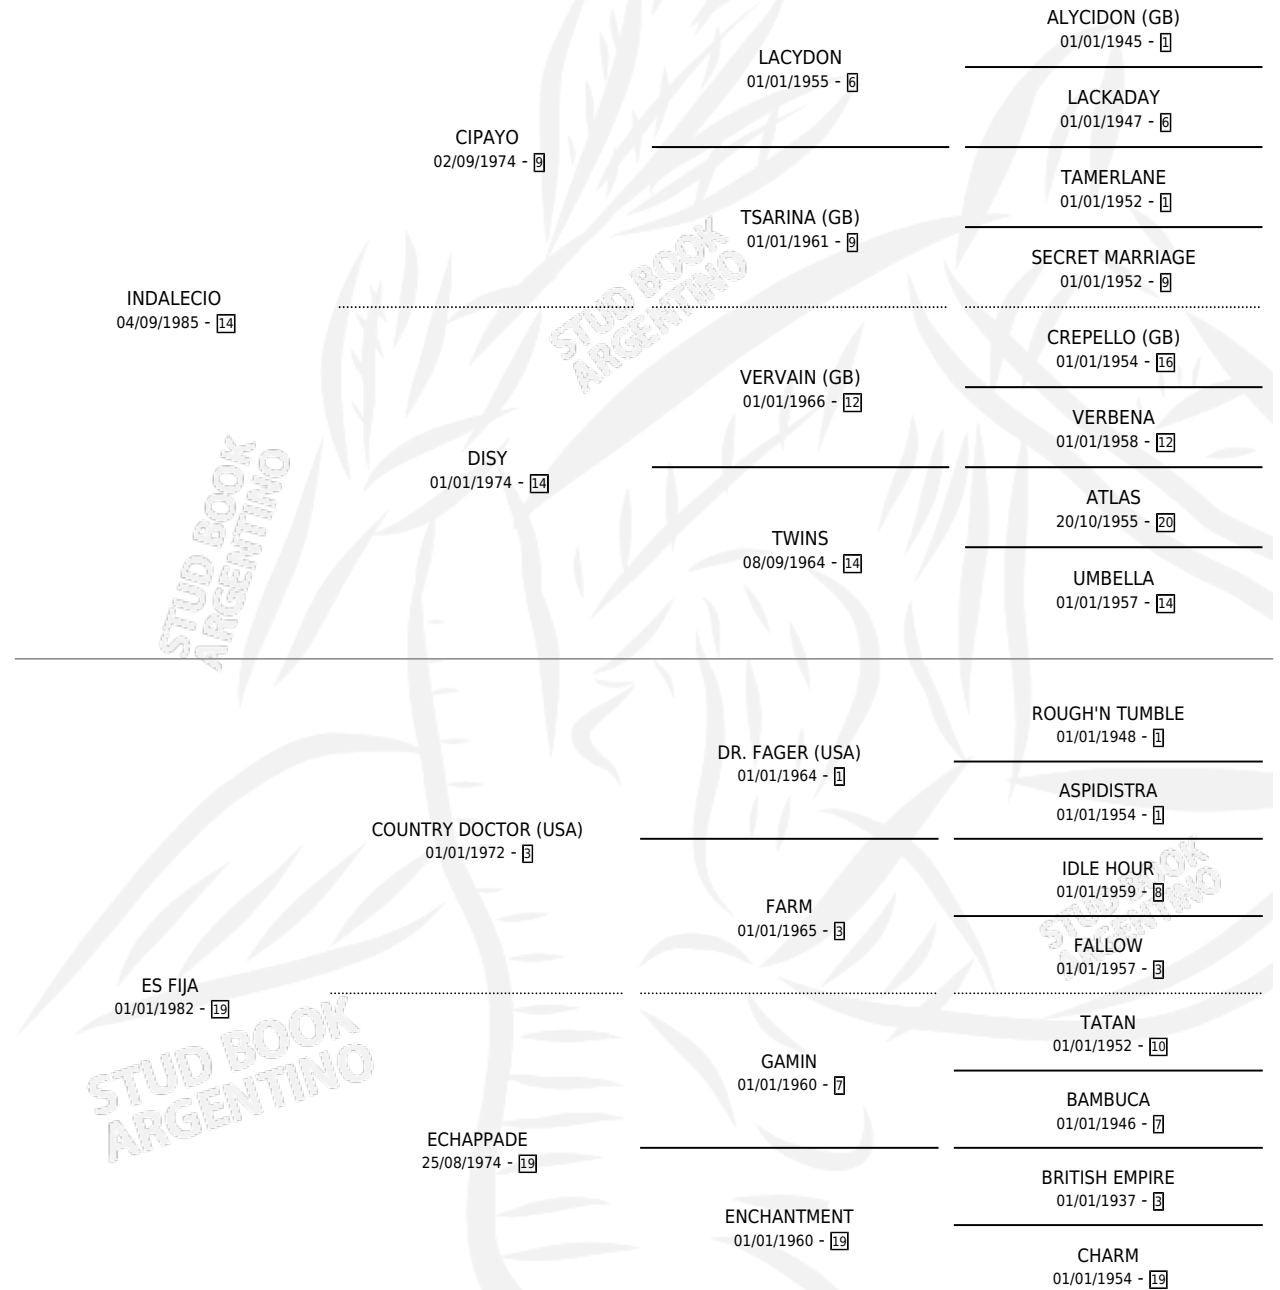 ALYCIDON (GB)
01/01/1945 - 1
LACYDON
01/01/1955 - 6
LACKADAY
01/01/1947 - 6
CIPAYO
02/09/1974 - 9
TAMERLANE
01/01/1952 - 1
TSARINA (GB)
01/01/1961 - 9
SECRET MARRIAGE
01/01/1952 - 9
INDALECIO
04/09/1985 - 14
CREPELLO (GB)
01/01/1954 - 16
VERVAIN (GB)
01/01/1966 - 12
VERBENA
01/01/1958 - 12
DISY
01/01/1974 - 14
ATLAS
20/10/1955 - 20
TWINS
08/09/1964 - 14
UMBELLA
01/01/1957 - 14
STUD BOOK
ARGENTINO
STUD BOOK
ARGENTINO
ROUGH'N TUMBLE
01/01/1948 - 1
DR. FAGER (USA)
01/01/1964 - 1
ASPIDISTRA
01/01/1954 - 1
COUNTRY DOCTOR (USA)
01/01/1972 - 3
IDLE HOUR
01/01/1959 - 8
FARM
01/01/1965 - 3
FALLOW
01/01/1957 - 3
STUD BOOK
ARGENTINO
ES FIJA
01/01/1982 - 19
TATAN
01/01/1952 - 10
GAMIN
01/01/1960 - 7
BAMBUCA
01/01/1946 - 7
STUD BOOK
ARGENTINO
ECHAPPADE
25/08/1974 - 19
BRITISH EMPIRE
01/01/1937 - 3
ENCHANTMENT
01/01/1960 - 19
CHARM
01/01/1954 - 19